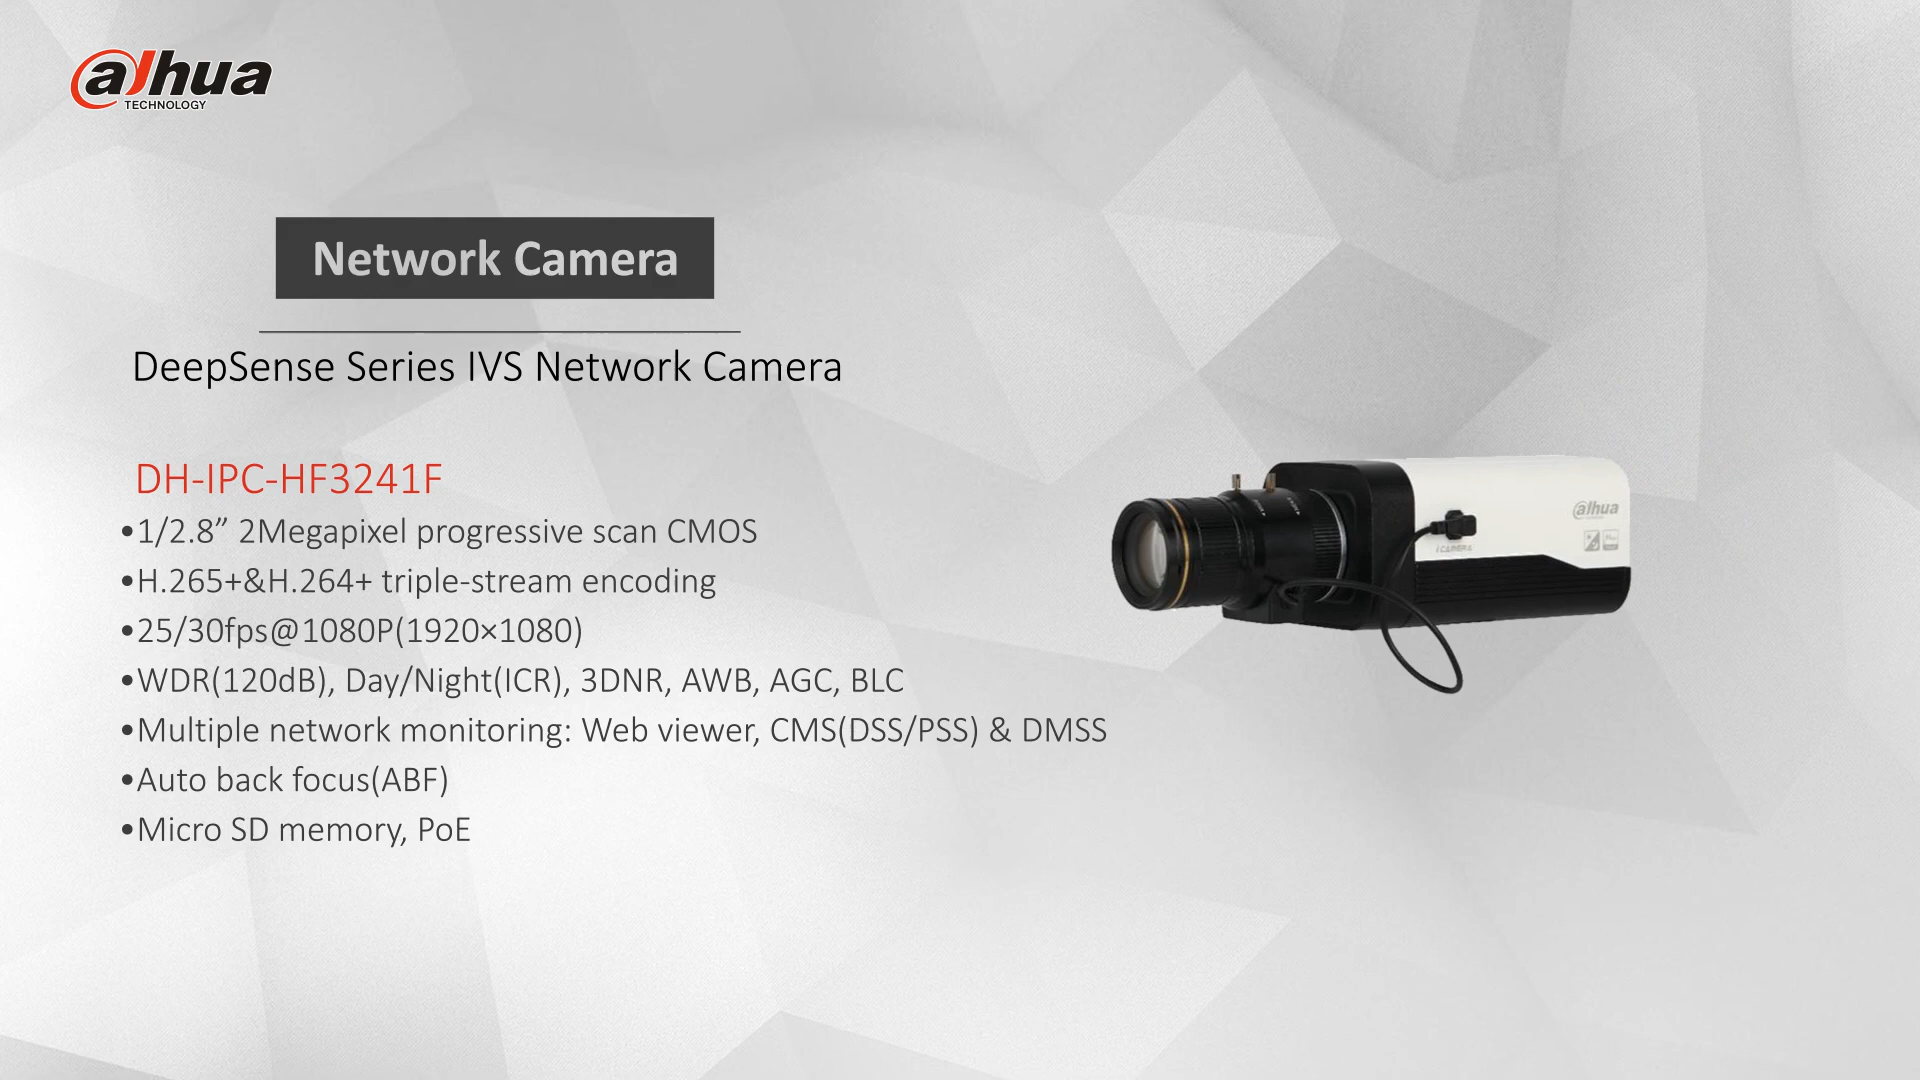 alhua
TECHNOLOGY
Network Camera
DeepSense Series IVS Network Camera
DH-IPC-HF3241F
•1/2.8” 2Megapixel progressive scan CMOS
•H.265+&H.264+ triple-stream encoding
•25/30fps@1080P(1920×1080)
•WDR(120dB), Day/Night(ICR), 3DNR, AWB, AGC, BLC
•Multiple network monitoring: Web viewer, CMS(DSS/PSS) & DMSS
•Auto back focus(ABF)
•Micro SD memory, PoE
alhua